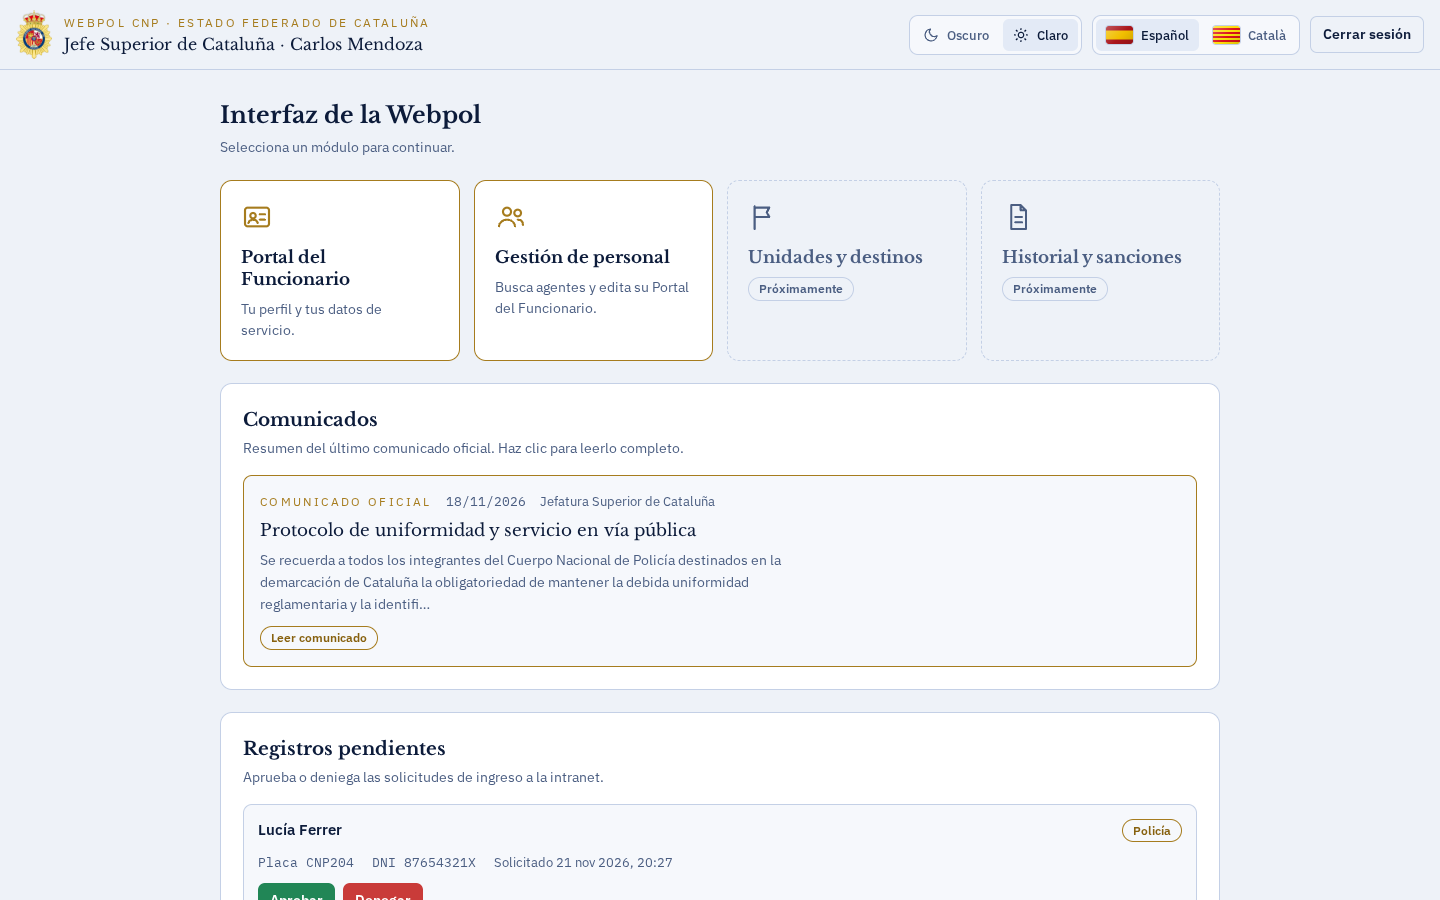 WEBPOL CNP · ESTADO FEDERADO DE CATALUÑA
Jefe Superior de Cataluña · Carlos Mendoza
Oscuro
Claro
Español
Català
Cerrar sesión
Interfaz de la Webpol
Selecciona un módulo para continuar.
Portal del
Funcionario
Tu perfil y tus datos de
servicio.
Gestión de personal
Busca agentes y edita su Portal
del Funcionario.
Unidades y destinos
Próximamente
Historial y sanciones
Próximamente
Comunicados
Resumen del último comunicado oficial. Haz clic para leerlo completo.
COMUNICADO OFICIAL 18/11/2026 Jefatura Superior de Cataluña
Protocolo de uniformidad y servicio en vía pública
Se recuerda a todos los integrantes del Cuerpo Nacional de Policía destinados en la
demarcación de Cataluña la obligatoriedad de mantener la debida uniformidad
reglamentaria y la identifi…
Leer comunicado
Registros pendientes
Aprueba o deniega las solicitudes de ingreso a la intranet.
Lucía Ferrer
Policía
Placa CNP204 DNI 87654321X Solicitado 21 nov 2026, 20:27
Aprobar
Denegar